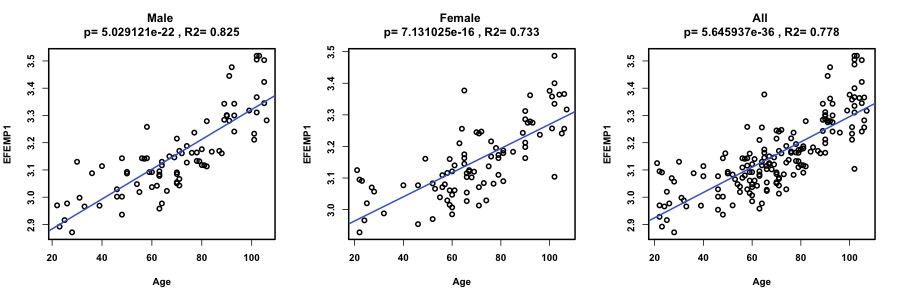 Male
p= 5.029121e-22 , R2= 0.825
EFEMP1
3.5
3.4
3.3
3.2
3.1
3.0
2.9
20 40 60 80 100
Age
Female
p= 7.131025e-16 , R2= 0.733
EFEMP1
3.5
3.4
3.3
3.2
3.1
3.0
20 40 60 80 100
Age
All
p= 5.645937e-36 , R2= 0.778
EFEMP1
3.5
3.4
3.3
3.2
3.1
3.0
2.9
20 40 60 80 100
Age